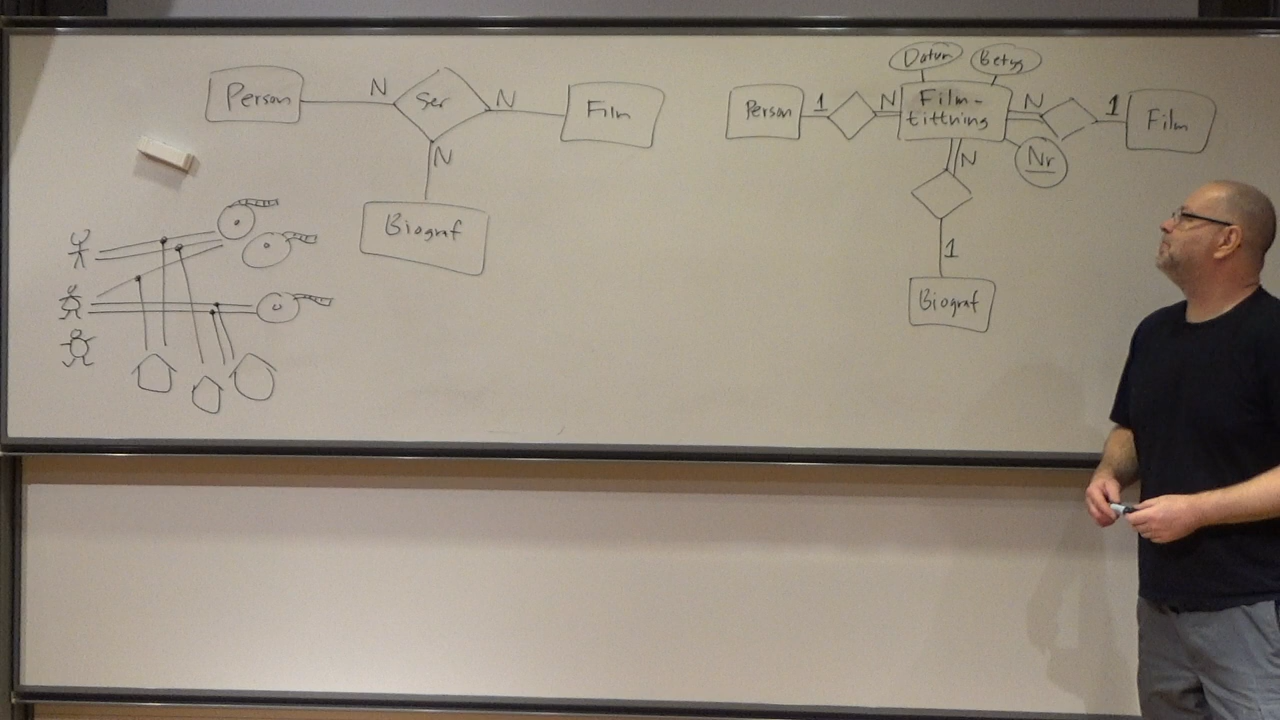 Person
N
Ser
N
Film
N
Biograf
Datum
Betyg
Person
1
N
Film-
tittning
N
1
Film
Nr
N
1
Biograf